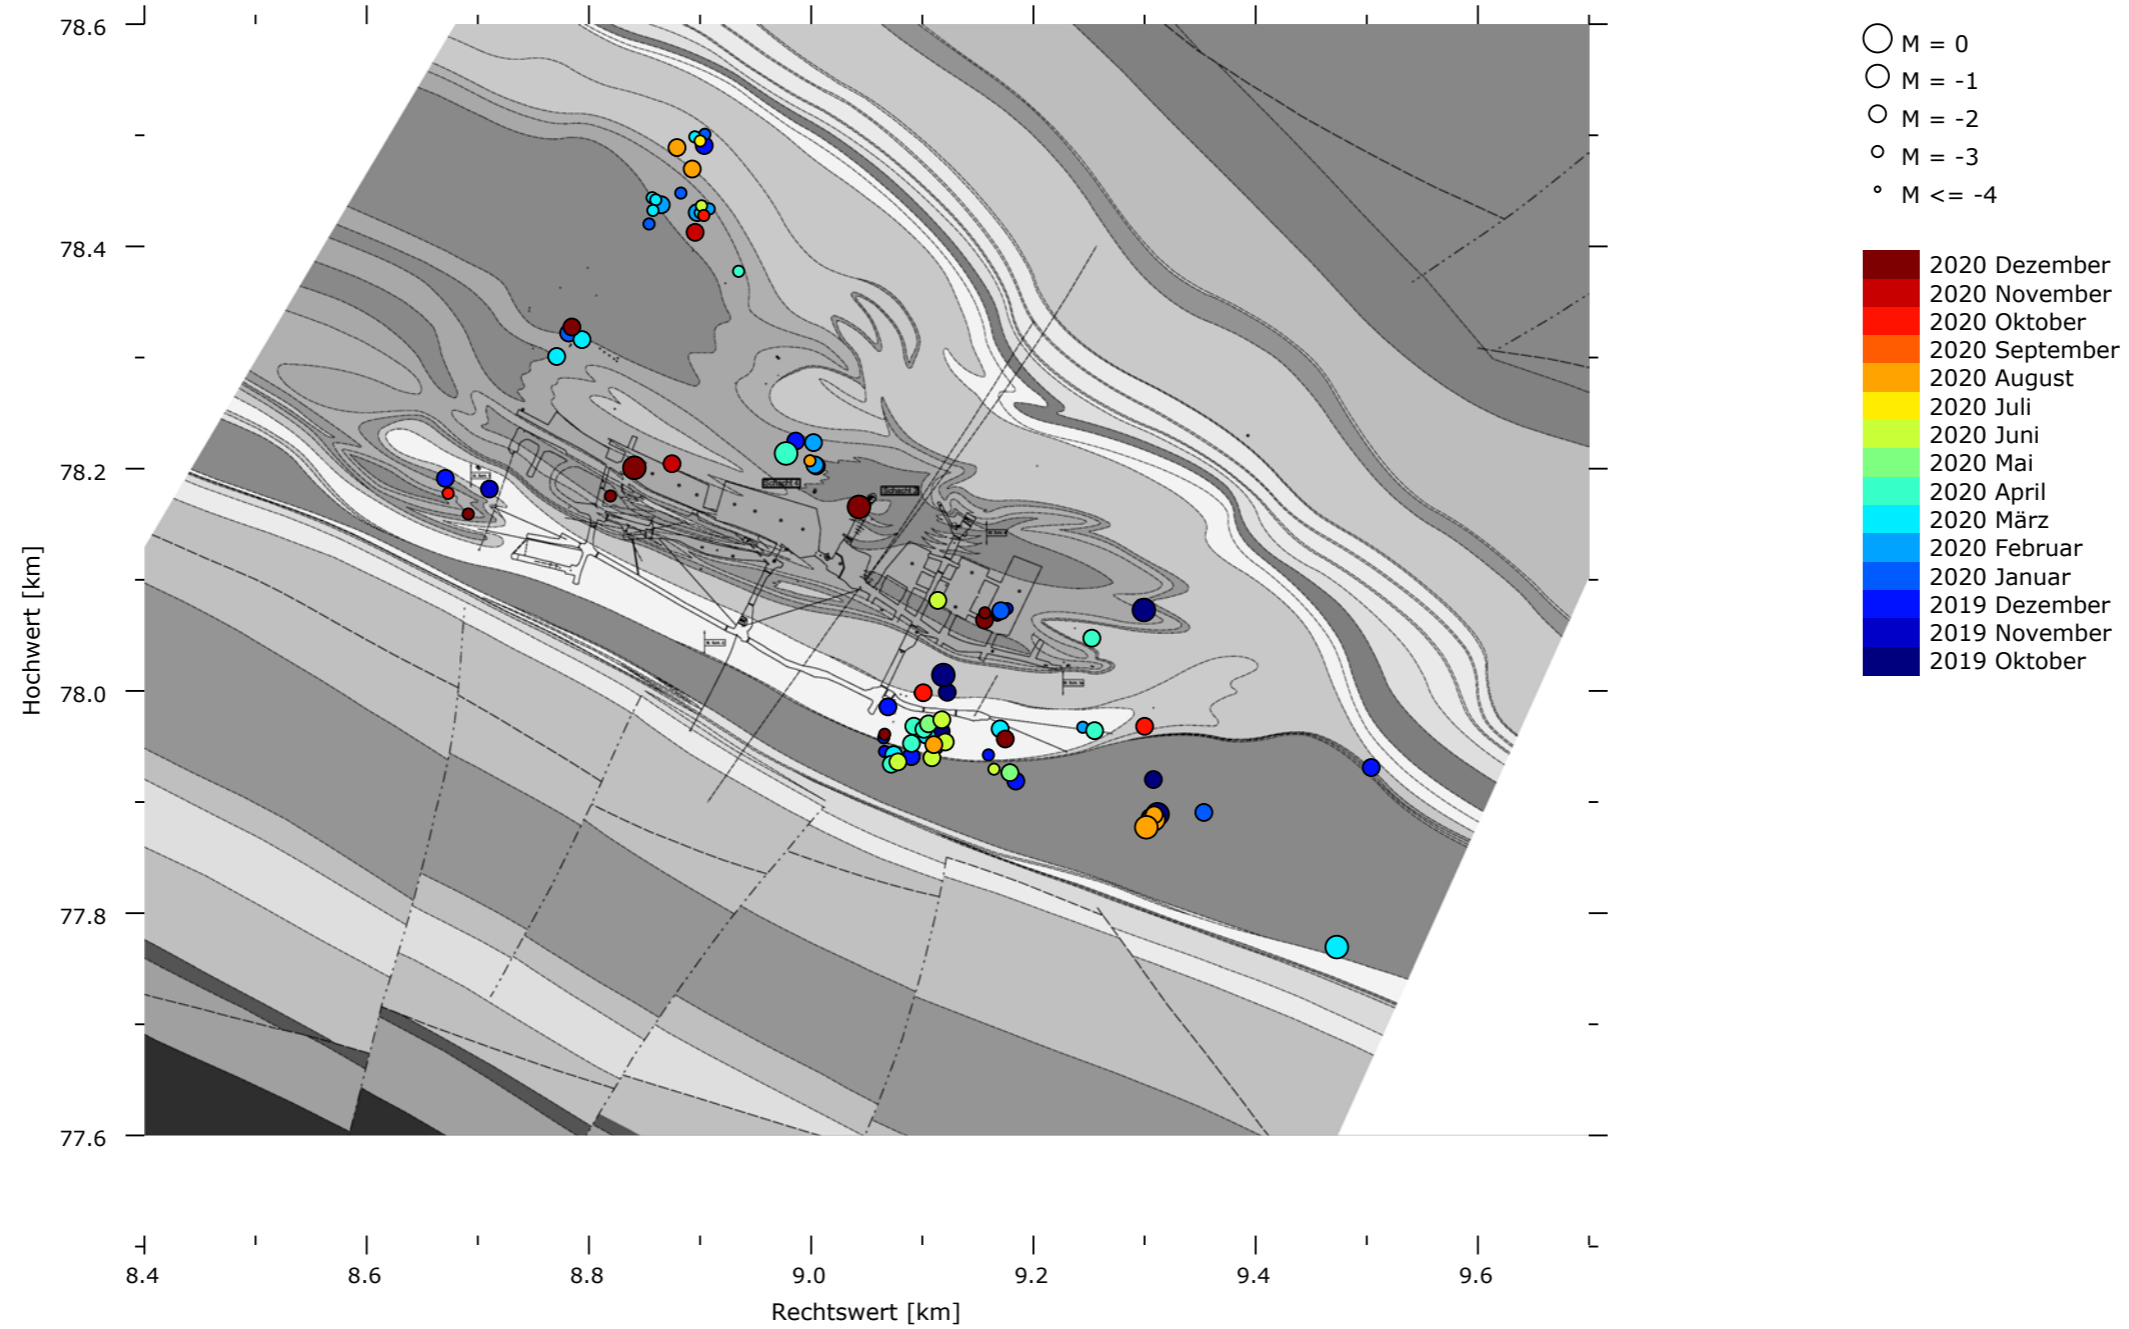 78.6
78.4
78.2
78.0
77.8
77.6
Hochwert [km]
8.4
8.6
8.8
9.0
9.2
9.4
9.6
Rechtswert [km]
M = 0
M = -1
M = -2
M = -3
M <= -4
2020 Dezember
2020 November
2020 Oktober
2020 September
2020 August
2020 Juli
2020 Juni
2020 Mai
2020 April
2020 März
2020 Februar
2020 Januar
2019 Dezember
2019 November
2019 Oktober